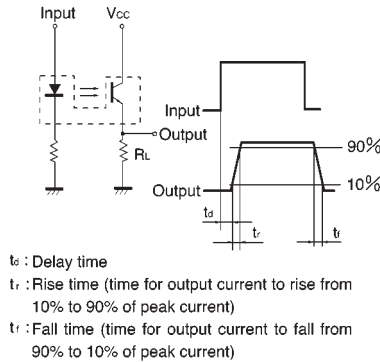 Input Vcc
Input
Output
RL
90%
Output
10%
td
tr
tf
td : Delay time
tr : Rise time (time for output current to rise from
10% to 90% of peak current)
tf : Fall time (time for output current to fall from
90% to 10% of peak current)